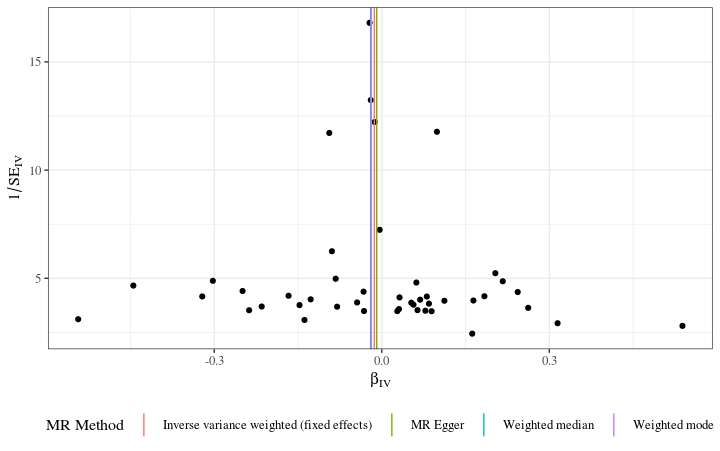 15
10
5
1/SE_IV
-0.3
0.0
0.3
β_IV
MR Method
Inverse variance weighted (fixed effects)
MR Egger
Weighted median
Weighted mode